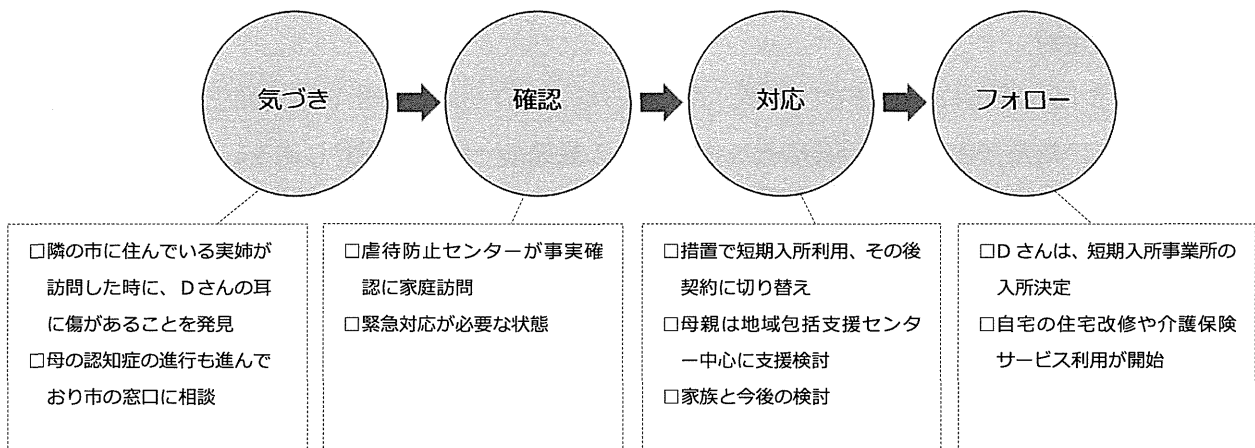 気づき
確認
対応
フォロー
□隣の市に住んでいる実姉が
訪問した時に、Dさんの耳
に傷があることを発見
□母の認知症の進行も進んで
おり市の窓口に相談
□虐待防止センターが事実確
認に家庭訪問
□緊急対応が必要な状態
□措置で短期入所利用、その後
契約に切り替え
□母親は地域包括支援センタ
ー中心に支援検討
□家族と今後の検討
□Dさんは、短期入所事業所の
入所決定
□自宅の住宅改修や介護保険
サービス利用が開始